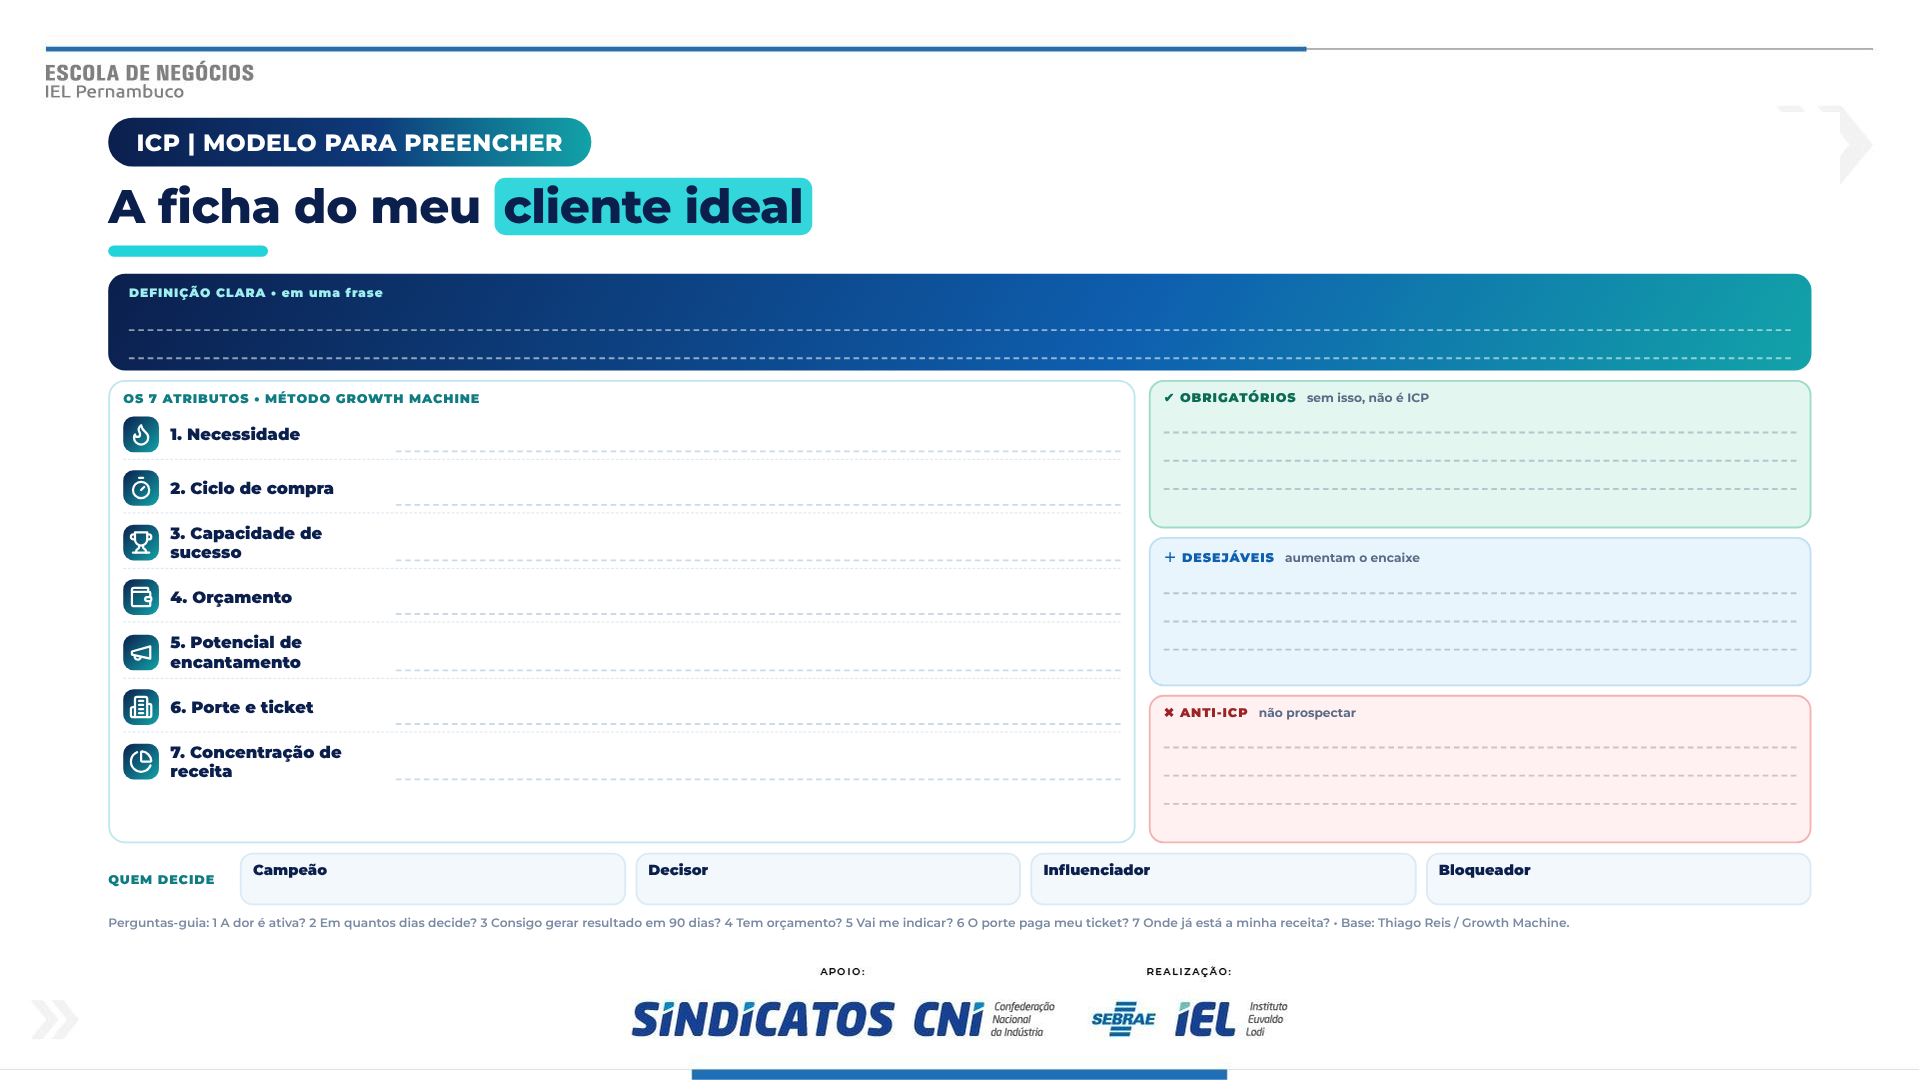 ESCOLA DE NEGÓCIOS
IEL Pernambuco
ICP | MODELO PARA PREENCHER
A ficha do meu cliente ideal
DEFINIÇÃO CLARA • em uma frase
OS 7 ATRIBUTOS • MÉTODO GROWTH MACHINE
1. Necessidade
2. Ciclo de compra
3. Capacidade de
sucesso
4. Orçamento
5. Potencial de
encantamento
6. Porte e ticket
7. Concentração de
receita
✔ OBRIGATÓRIOS sem isso, não é ICP
+ DESEJÁVEIS aumentam o encaixe
✖ ANTI-ICP não prospectar
QUEM DECIDE
Campeão
Decisor
Influenciador
Bloqueador
Perguntas-guia: 1 A dor é ativa? 2 Em quantos dias decide? 3 Consigo gerar resultado em 90 dias? 4 Tem orçamento? 5 Vai me indicar? 6 O porte paga meu ticket? 7 Onde já está a minha receita? • Base: Thiago Reis / Growth Machine.
APOIO:
REALIZAÇÃO:
SINDICATOS
CNI
Confederação
Nacional
da Indústria
SEBRAE
IEL
Instituto
Euvaldo
Lodi